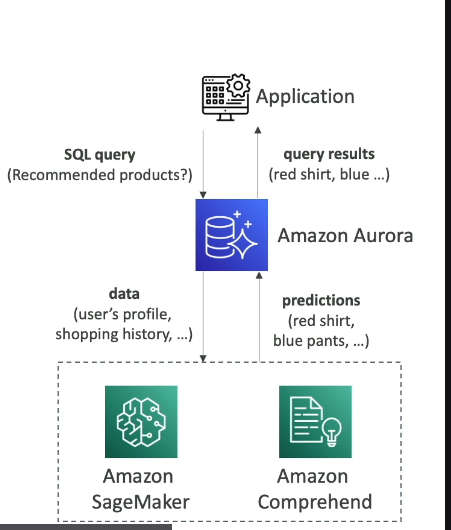 Application
SQL query
(Recommended products?)
query results
(red shirt, blue ...)
Amazon Aurora
data
(user's profile,
shopping history, ...)
predictions
(red shirt,
blue pants, ...)
Amazon
SageMaker
Amazon
Comprehend